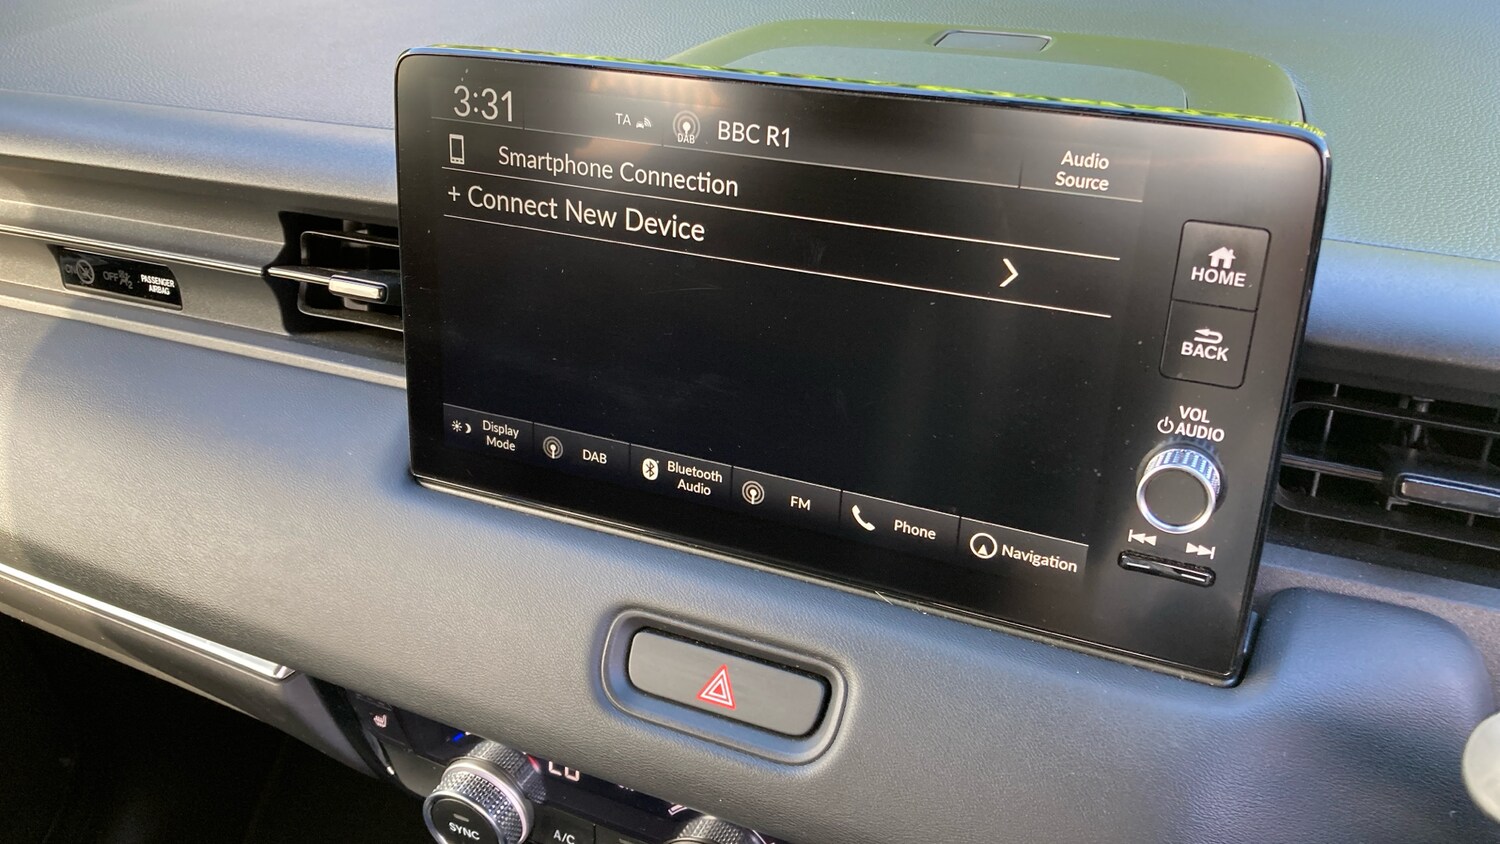 3:31
TA
DAB
BBC R1
Audio
Source
Smartphone Connection
+ Connect New Device
HOME
BACK
VOL
AUDIO
Display
Mode
DAB
Bluetooth
Audio
FM
Phone
Navigation
OFF
PASSENGER
AIRBAG
SYNC
A/C